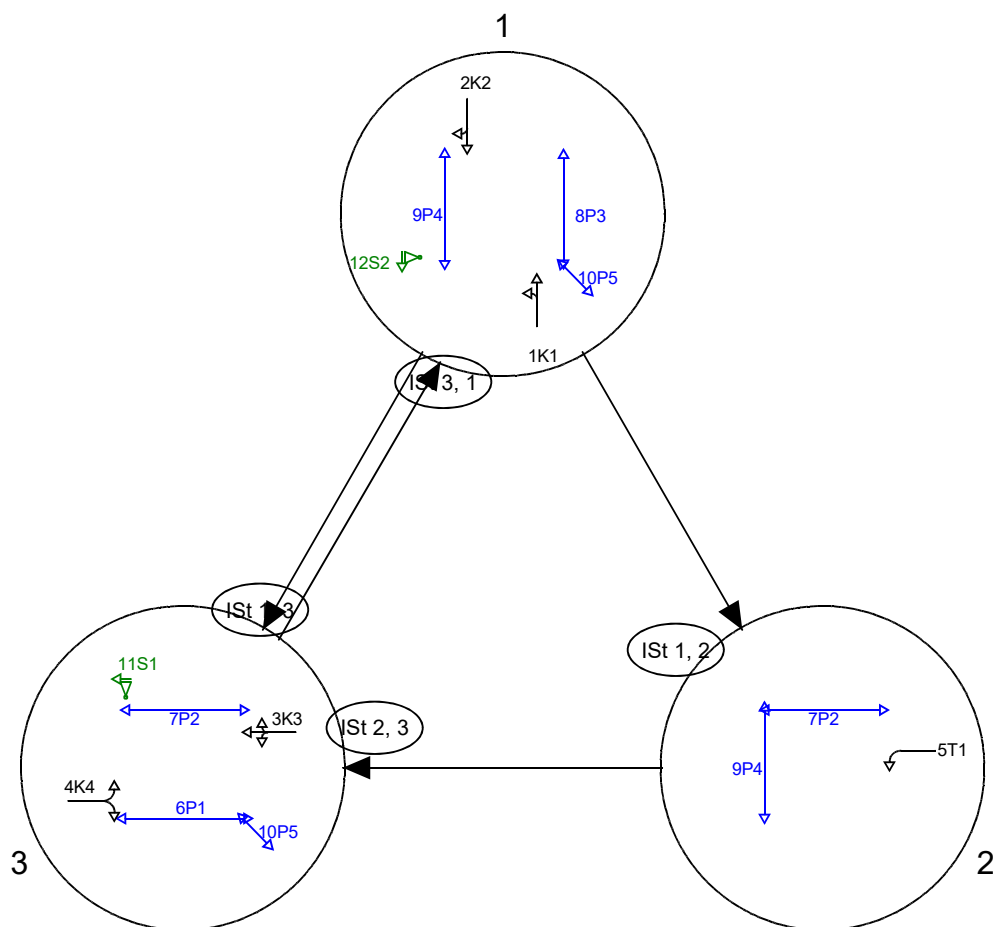 1
2K2
9P4
8P3
12S2
10P5
1K1
ISt 3, 1
ISt 1, 3
ISt 1, 2
11S1
7P2
3K3
ISt 2, 3
7P2
5T1
9P4
4K4
6P1
10P5
3
2